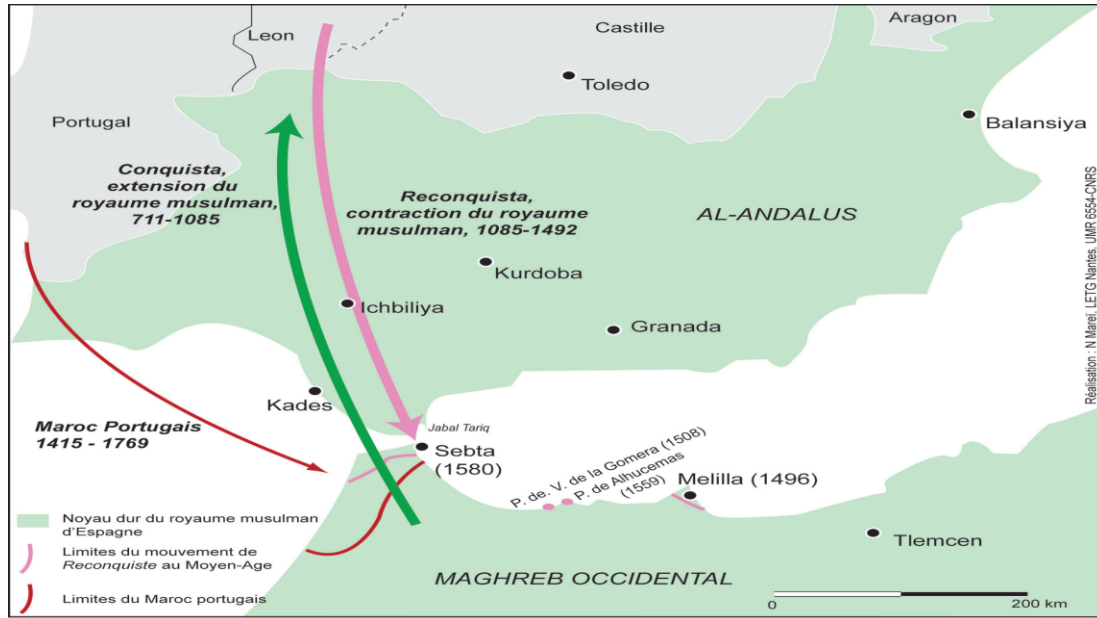 Leon
Castille
Aragon
Toledo
Portugal
Balansiya
Conquista,
extension du
royaume musulman,
711-1085
Reconquista,
contraction du royaume
musulman, 1085-1492
AL-ANDALUS
Kurdoba
Ichbiliya
Granada
Kades
Maroc Portugais
1415 - 1769
Jabal Tariq
Sebta
(1580)
P. de. V. de la Gomera (1508)
P. de Alhucemas
(1559)
Melilla (1496)
Tlemcen
MAGHREB OCCIDENTAL
Noyau dur du royaume musulman
d'Espagne
Limites du mouvement de
Reconquiste au Moyen-Age
Limites du Maroc portugais
0
200 km
Réalisation : N Marei, LETG Nantes, UMR 6554-CNRS